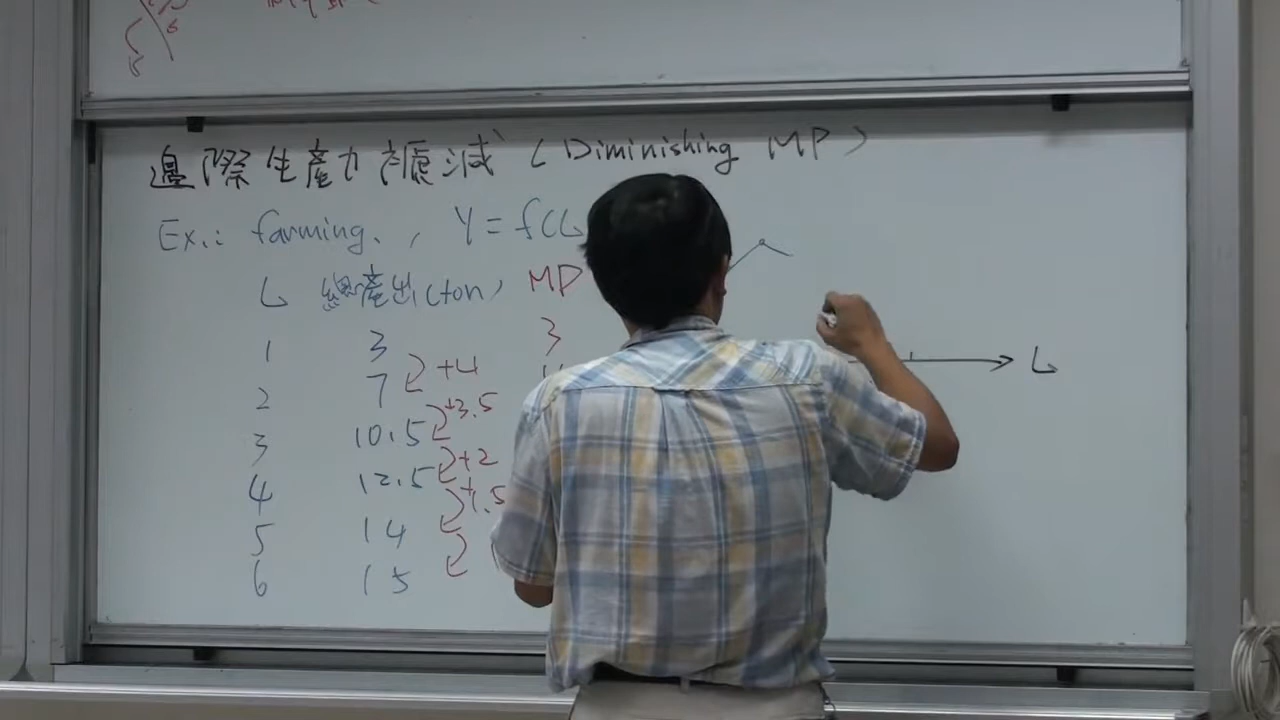 邊際生產力遞減 (Diminishing MP)
Ex.: farming, , Y = f(L
L 總產出(ton) MP
1 3 3
+4
2 7
+3.5
3 10.5
+2
4 12.5
+1.5
5 14
6 15
L